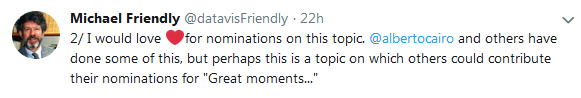 Michael Friendly @datavisFriendly · 22h
2/ I would love ❤️for nominations on this topic. @albertocairo and others have
done some of this, but perhaps this is a topic on which others could contribute
their nominations for "Great moments..."